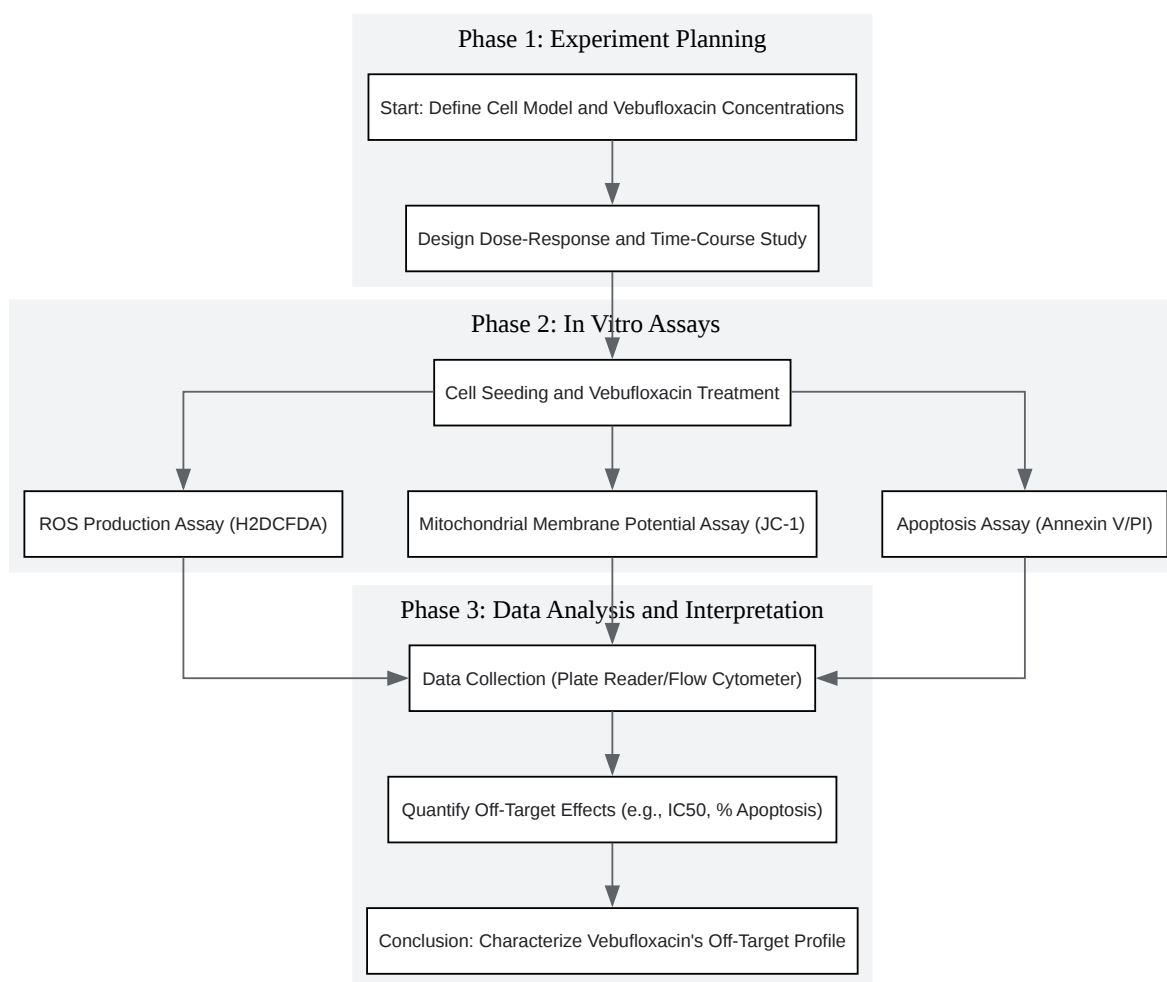 Phase 1: Experiment Planning
Start: Define Cell Model and Vebufloxacin Concentrations
Design Dose-Response and Time-Course Study
Phase 2: In Vitro Assays
Cell Seeding and Vebufloxacin Treatment
ROS Production Assay (H2DCFDA)
Mitochondrial Membrane Potential Assay (JC-1)
Apoptosis Assay (Annexin V/PI)
Phase 3: Data Analysis and Interpretation
Data Collection (Plate Reader/Flow Cytometer)
Quantify Off-Target Effects (e.g., IC50, % Apoptosis)
Conclusion: Characterize Vebufloxacin's Off-Target Profile